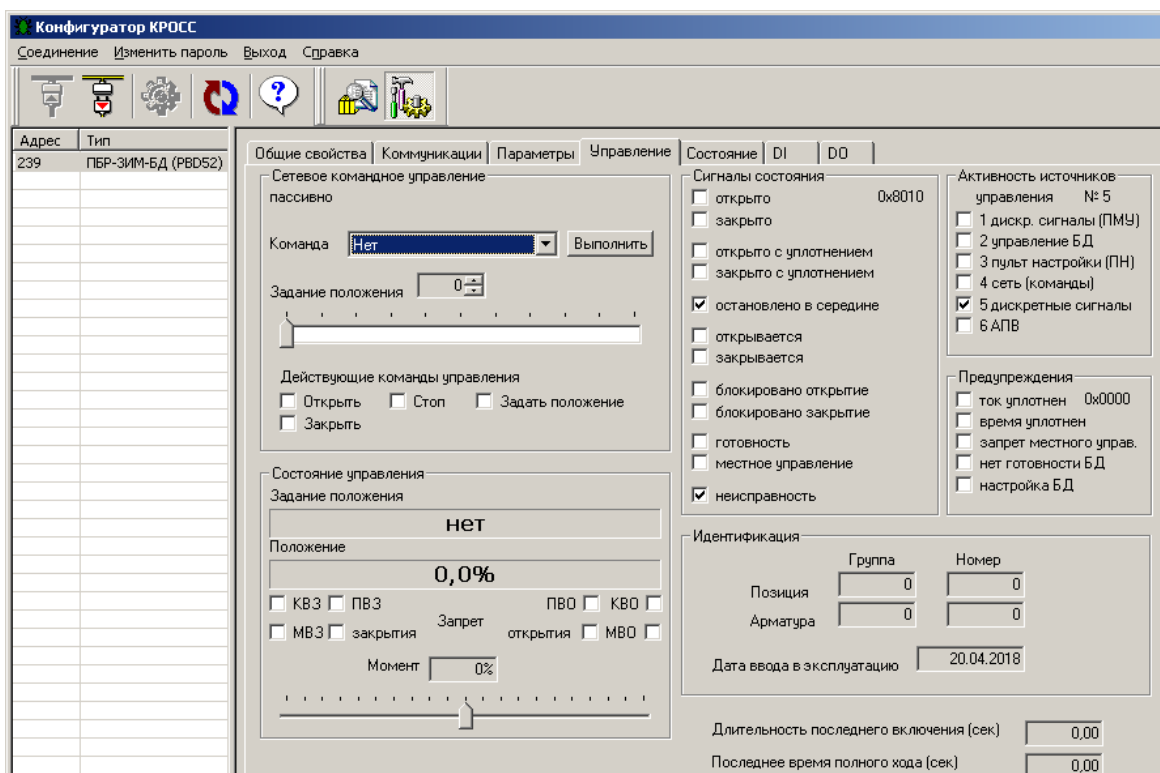 Конфигуратор КРОСС
Соединение Изменить пароль Выход Справка
Адрес Тип
239 ПБР-ЗИМ-БД (PBD52)
Общие свойства Коммуникации Параметры Управление Состояние DI DO
Сетевое командное управление
пассивно
Команда Нет Выполнить
Задание положения 0
Действующие команды управления
Открыть Стоп Задать положение
Закрыть
Состояние управления
Задание положения
нет
Положение
0,0%
КВЗ ПВЗ ПВО КВО
Запрет
МВЗ закрытия открытия МВО
Момент 0%
Сигналы состояния
открыто 0x8010
закрыто
открыто с уплотнением
закрыто с уплотнением
остановлено в середине
открывается
закрывается
блокировано открытие
блокировано закрытие
готовность
местное управление
неисправность
Активность источников
управления № 5
1 дискр. сигналы (ПМУ)
2 управление БД
3 пульт настройки (ПН)
4 сеть (команды)
5 дискретные сигналы
6 АПВ
Предупреждения
ток уплотнен 0x0000
время уплотнен
запрет местного управ.
нет готовности БД
настройка БД
Идентификация
Группа Номер
Позиция 0 0
Арматура 0 0
Дата ввода в эксплуатацию 20.04.2018
Длительность последнего включения (сек) 0,00
Последнее время полного хода (сек) 0,00